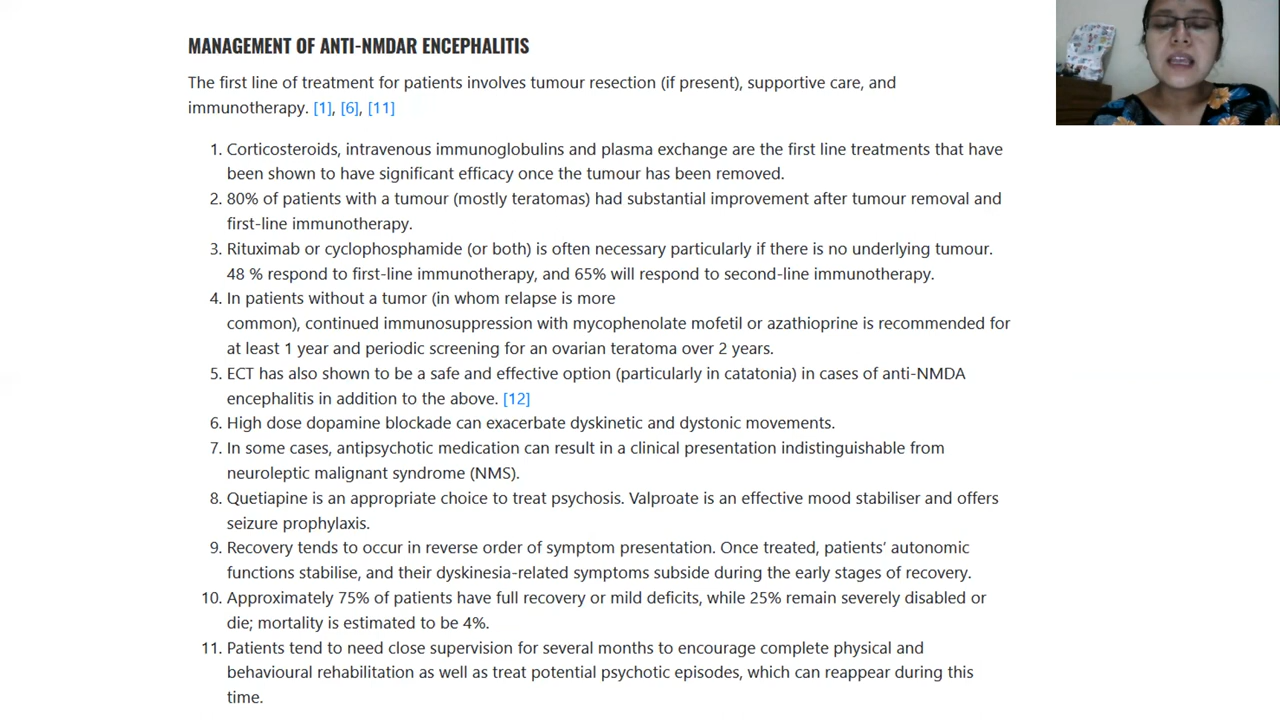 MANAGEMENT OF ANTI-NMDAR ENCEPHALITIS
The first line of treatment for patients involves tumour resection (if present), supportive care, and
immunotherapy. [1], [6], [11]
1. Corticosteroids, intravenous immunoglobulins and plasma exchange are the first line treatments that have
been shown to have significant efficacy once the tumour has been removed.
2. 80% of patients with a tumour (mostly teratomas) had substantial improvement after tumour removal and
first-line immunotherapy.
3. Rituximab or cyclophosphamide (or both) is often necessary particularly if there is no underlying tumour.
48 % respond to first-line immunotherapy, and 65% will respond to second-line immunotherapy.
4. In patients without a tumor (in whom relapse is more
common), continued immunosuppression with mycophenolate mofetil or azathioprine is recommended for
at least 1 year and periodic screening for an ovarian teratoma over 2 years.
5. ECT has also shown to be a safe and effective option (particularly in catatonia) in cases of anti-NMDA
encephalitis in addition to the above. [12]
6. High dose dopamine blockade can exacerbate dyskinetic and dystonic movements.
7. In some cases, antipsychotic medication can result in a clinical presentation indistinguishable from
neuroleptic malignant syndrome (NMS).
8. Quetiapine is an appropriate choice to treat psychosis. Valproate is an effective mood stabiliser and offers
seizure prophylaxis.
9. Recovery tends to occur in reverse order of symptom presentation. Once treated, patients’ autonomic
functions stabilise, and their dyskinesia-related symptoms subside during the early stages of recovery.
10. Approximately 75% of patients have full recovery or mild deficits, while 25% remain severely disabled or
die; mortality is estimated to be 4%.
11. Patients tend to need close supervision for several months to encourage complete physical and
behavioural rehabilitation as well as treat potential psychotic episodes, which can reappear during this
time.